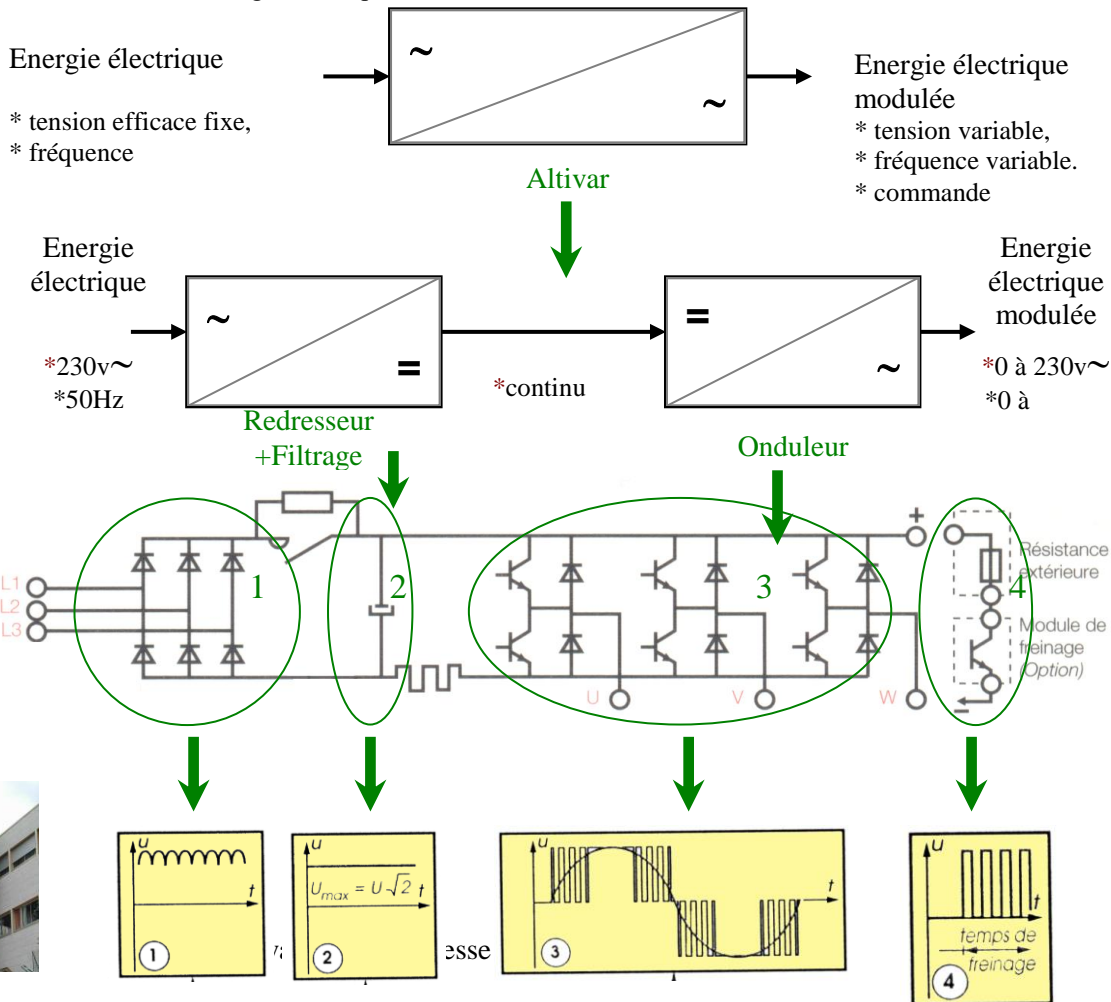 Energie électrique
* tension efficace fixe,
* fréquence
~
~
Energie électrique
modulée
* tension variable,
* fréquence variable.
* commande
Altivar
Energie
électrique
*230v~
*50Hz
~
=
*continu
=
~
Energie
électrique
modulée
*0 à 230v~
*0 à
Redresseur
+Filtrage
Onduleur
L1
L2
L3
1
2
3
4
+
Résistance
extérieure
Module de
freinage
(Option)
−
U
V
W
u
t
1
u
Umax = U√2 t
2
u
t
3
u
t
temps de
freinage
4
esse